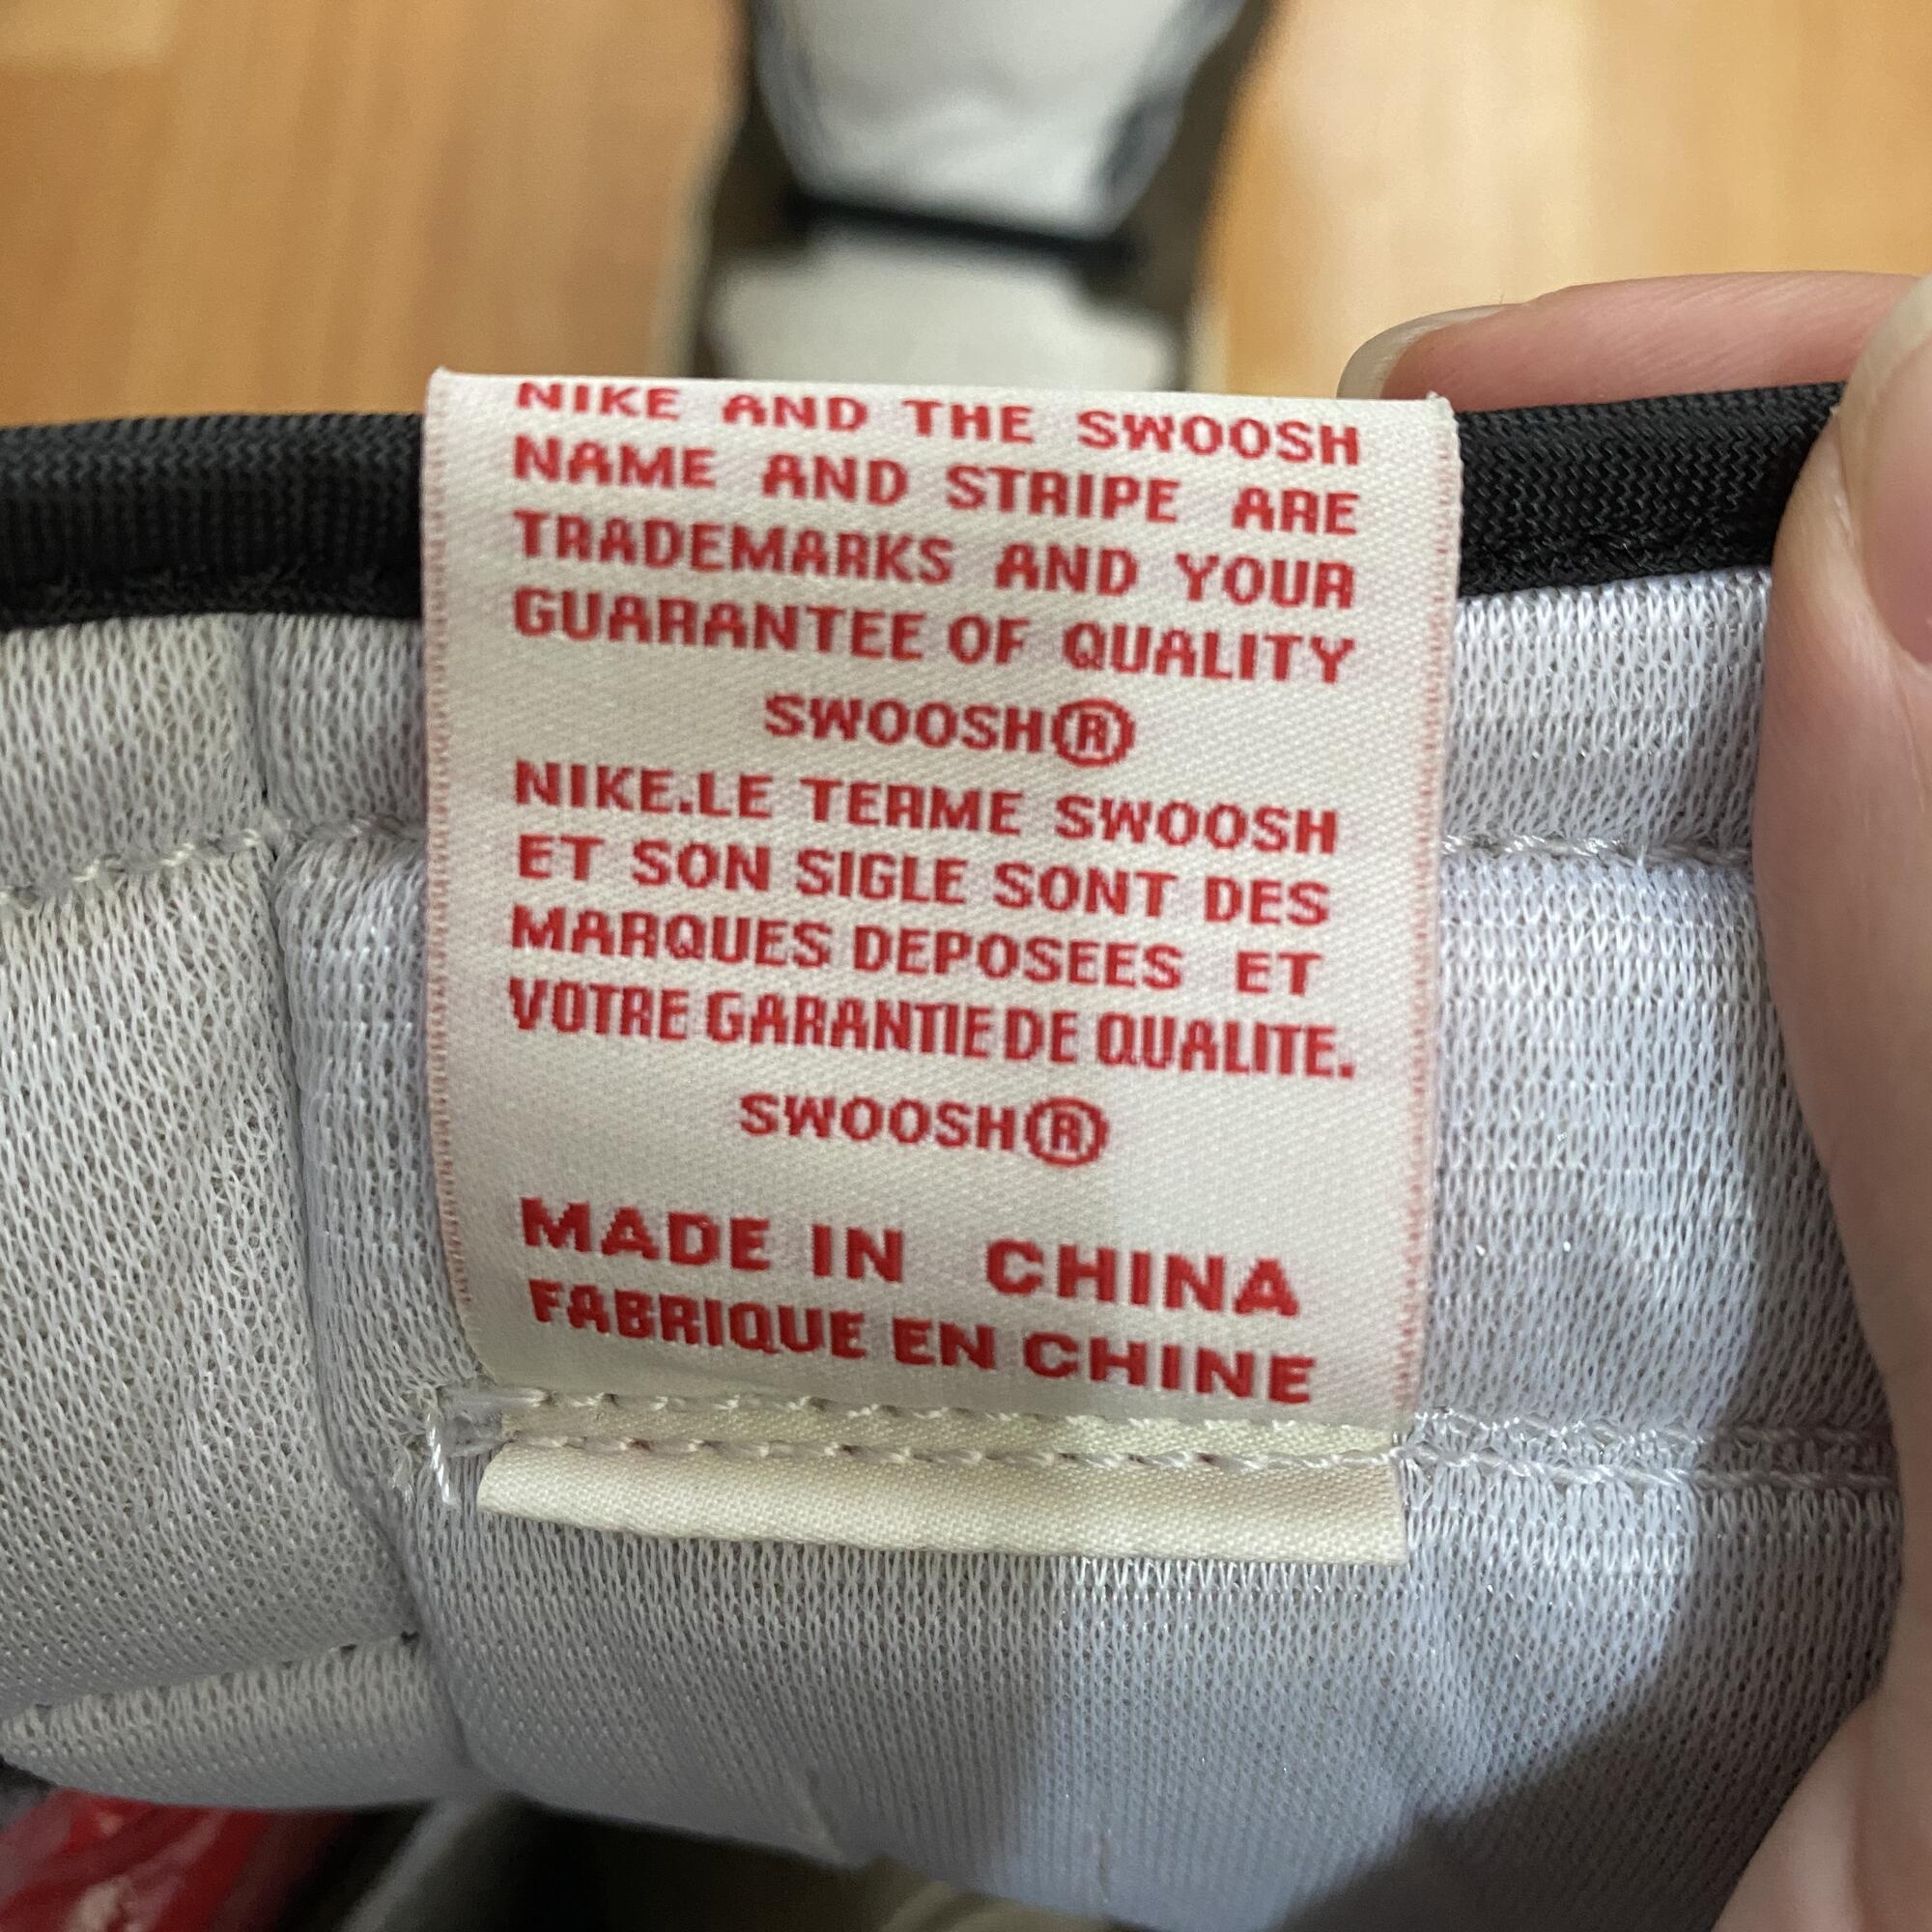 NIKE AND THE SWOOSH
NAME AND STRIPE ARE
TRADEMARKS AND YOUR
GUARANTEE OF QUALITY
SWOOSH®
NIKE.LE TERME SWOOSH
ET SON SIGLE SONT DES
MARQUES DEPOSEES ET
VOTRE GARANTIE DE QUALITE.
SWOOSH®
MADE IN CHINA
FABRIQUE EN CHINE